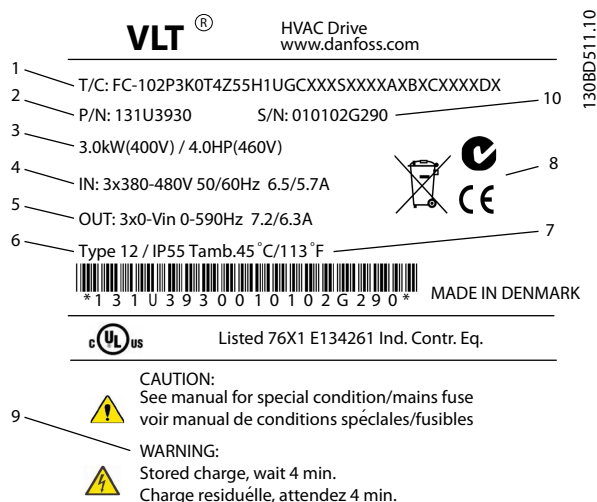 VLT ® HVAC Drive
www.danfoss.com
130BD511.10
1 T/C: FC-102P3K0T4Z55H1UGCXXXSXXXXAXBXCXXXXDX
2 P/N: 131U3930 S/N: 010102G290 10
3 3.0kW(400V) / 4.0HP(460V)
4 IN: 3x380-480V 50/60Hz 6.5/5.7A 8
CE
5 OUT: 3x0-Vin 0-590Hz 7.2/6.3A
6 Type 12 / IP55 Tamb.45˚C/113˚F 7
*131U3930010102G290* MADE IN DENMARK
c UL us Listed 76X1 E134261 Ind. Contr. Eq.
CAUTION:
See manual for special condition/mains fuse
voir manual de conditions spéclales/fusibles
9 WARNING:
Stored charge, wait 4 min.
Charge residuélle, attendez 4 min.